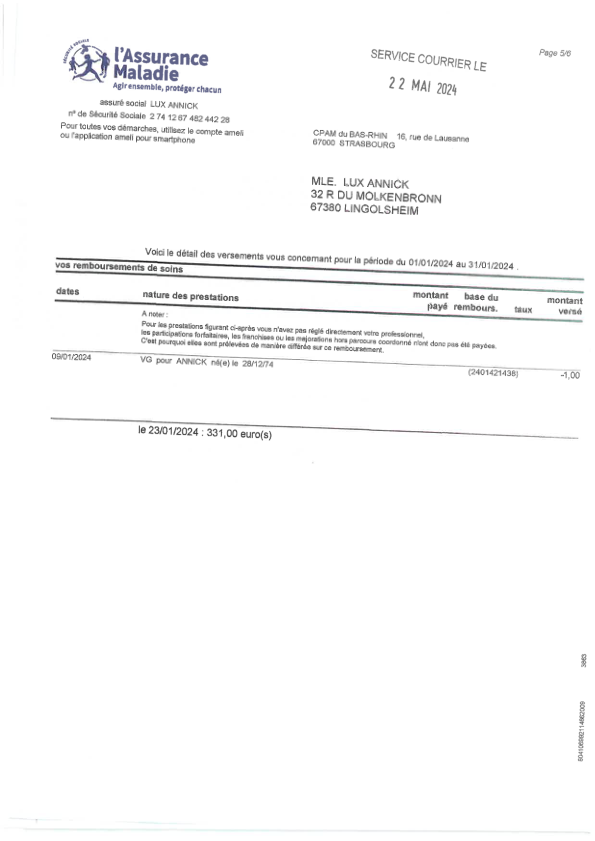 SÉCURITÉ SOCIALE
l'Assurance
Maladie
Agir ensemble, protéger chacun
SERVICE COURRIER LE
22 MAI 2024
Page 5/6
assuré social LUX ANNICK
n° de Sécurité Sociale 2 74 12 67 482 442 28
Pour toutes vos démarches, utilisez le compte ameli
ou l'application ameli pour smartphone
CPAM du BAS-RHIN 16, rue de Lausanne
67000 STRASBOURG
MLE. LUX ANNICK
32 R DU MOLKENBRONN
67380 LINGOLSHEIM
Voici le détail des versements vous concernant pour la période du 01/01/2024 au 31/01/2024 .
vos remboursements de soins
dates nature des prestations montant payé base du rembours. taux montant versé
A noter :
Pour les prestations figurant ci-après vous n'avez pas réglé directement votre professionnel,
les participations forfaitaires, les franchises ou les majorations hors parcours coordonné n'ont donc pas été payées.
C'est pourquoi elles sont prélevées de manière différée sur ce remboursement.
09/01/2024 VG pour ANNICK né(e) le 28/12/74 (2401421438) -1,00
le 23/01/2024 : 331,00 euro(s)
3883